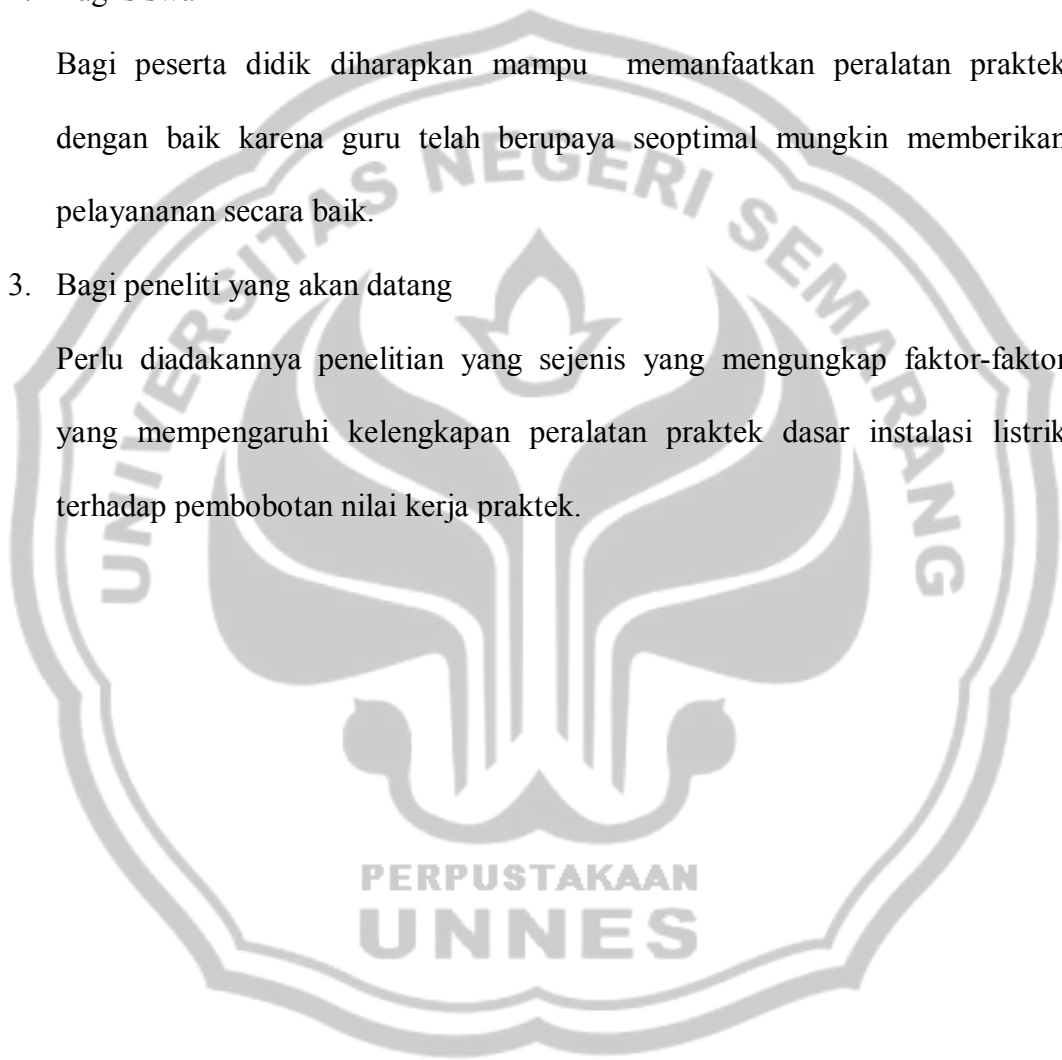 Bagi peserta didik diharapkan mampu memanfaatkan peralatan praktek
dengan baik karena guru telah berupaya seoptimal mungkin memberikan
pelayananan secara baik.
3. Bagi peneliti yang akan datang
Perlu diadakannya penelitian yang sejenis yang mengungkap faktor-faktor
yang mempengaruhi kelengkapan peralatan praktek dasar instalasi listrik
terhadap pembobotan nilai kerja praktek.
UNIVERSITAS NEGERI SEMARANG
PERPUSTAKAAN
UNNES